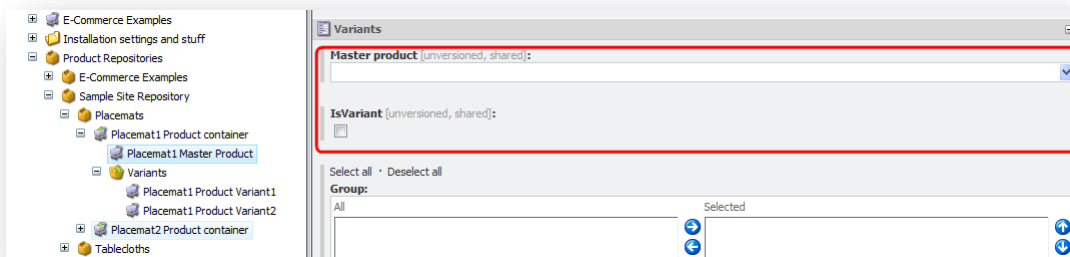 E-Commerce Examples
Installation settings and stuff
Product Repositories
E-Commerce Examples
Sample Site Repository
Placemats
Placemat1 Product container
Placemat1 Master Product
Variants
Placemat1 Product Variant1
Placemat1 Product Variant2
Placemat2 Product container
Tablecloths
Variants
Master product [unversioned, shared]:
IsVariant [unversioned, shared]:
Select all · Deselect all
Group:
All Selected